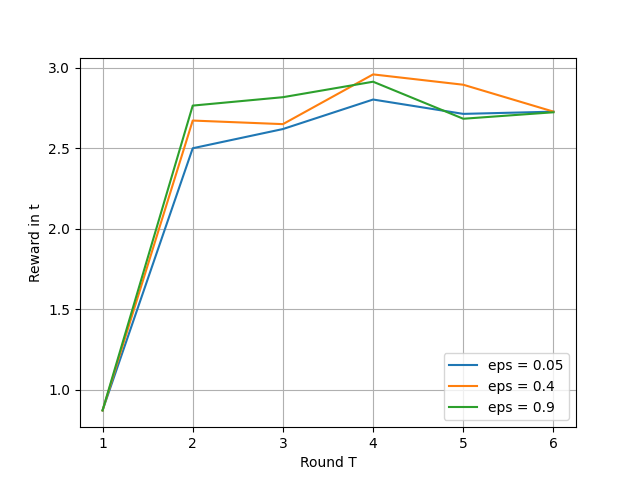 3.0
2.5
2.0
1.5
1.0
Reward in t
1 2 3 4 5 6
Round T
eps = 0.05
eps = 0.4
eps = 0.9